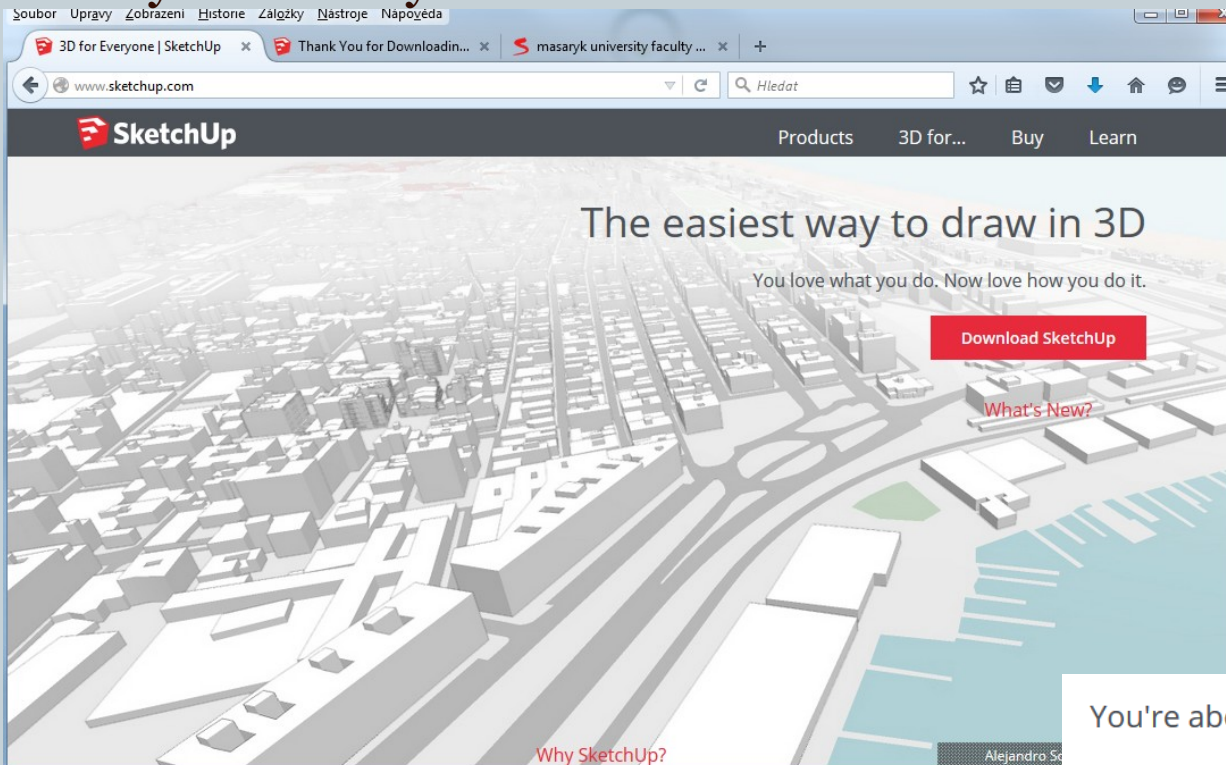 Soubor Úpravy Zobrazení Historie Záložky Nástroje Nápověda
3D for Everyone | SketchUp × Thank You for Downloadin... × masaryk university faculty ... × +
www.sketchup.com Hledat
SketchUp Products 3D for... Buy Learn
The easiest way to draw in 3D
You love what you do. Now love how you do it.
Download SketchUp
What's New?
You're
Why SketchUp?
Alejandro